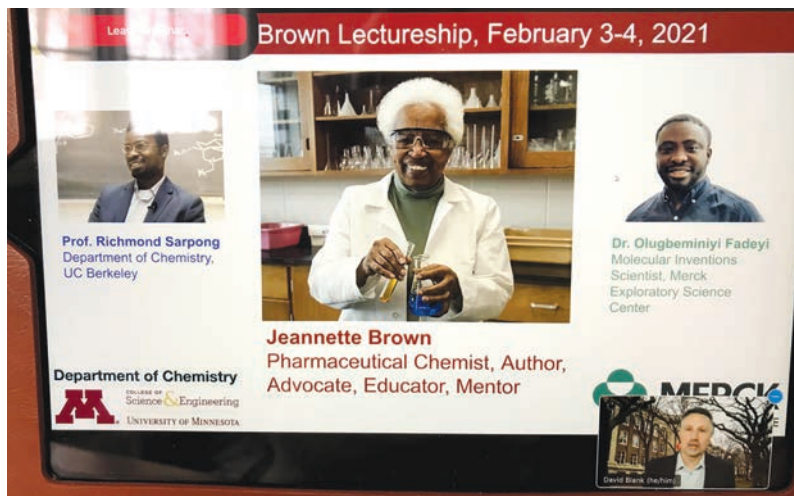 Brown Lectureship, February 3-4, 2021
Prof. Richmond Sarpong
Department of Chemistry,
UC Berkeley
Dr. Olugbeminiyi Fadeyi
Molecular Inventions
Scientist, Merck
Exploratory Science
Center
Jeannette Brown
Pharmaceutical Chemist, Author,
Advocate, Educator, Mentor
Department of Chemistry
M
COLLEGE OF
Science & Engineering
UNIVERSITY OF MINNESOTA
MERCK
David Blank (he/him)